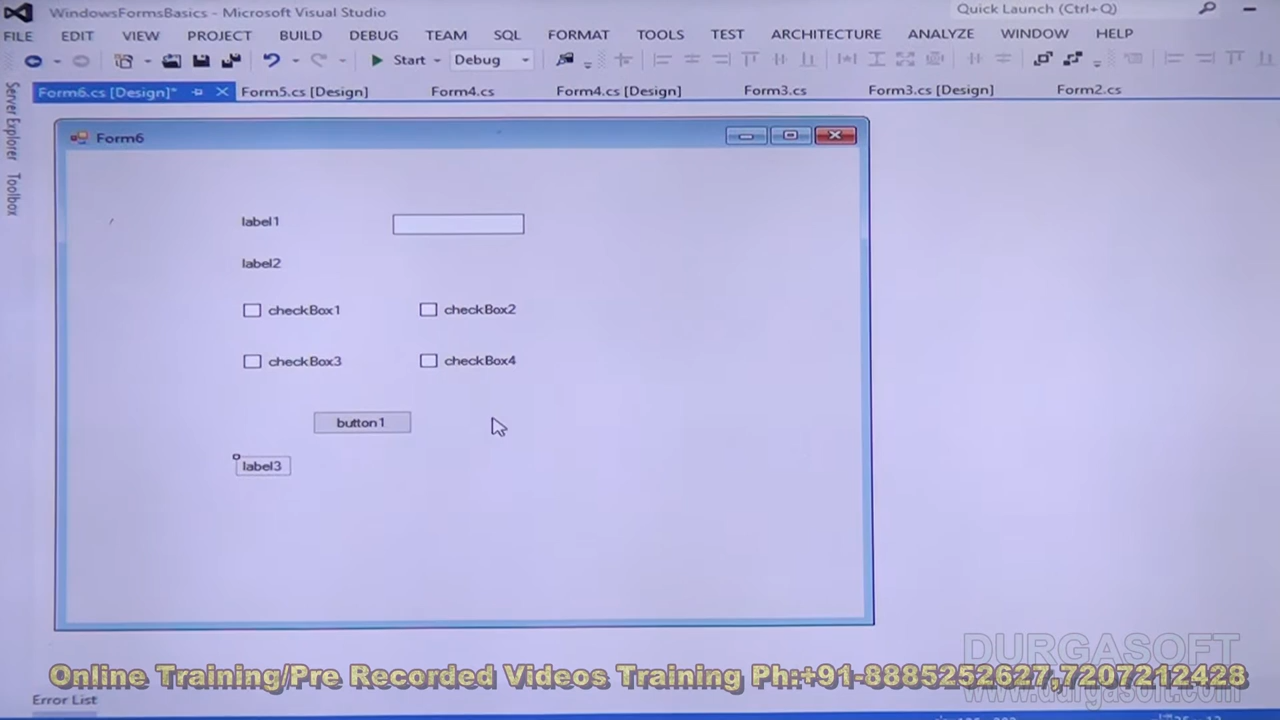 WindowsFormsBasics - Microsoft Visual Studio
Quick Launch (Ctrl+Q)
FILE EDIT VIEW PROJECT BUILD DEBUG TEAM SQL FORMAT TOOLS TEST ARCHITECTURE ANALYZE WINDOW HELP
Start Debug
Form6.cs [Design]* Form5.cs [Design] Form4.cs Form4.cs [Design] Form3.cs Form3.cs [Design] Form2.cs
Server Explorer
Toolbox
Form6
label1
label2
checkBox1 checkBox2
checkBox3 checkBox4
button1
label3
DURGASOFT
Online Training/Pre Recorded Videos Training Ph:+91-8885252627,7207212428
www.durgasoft.com
Error List